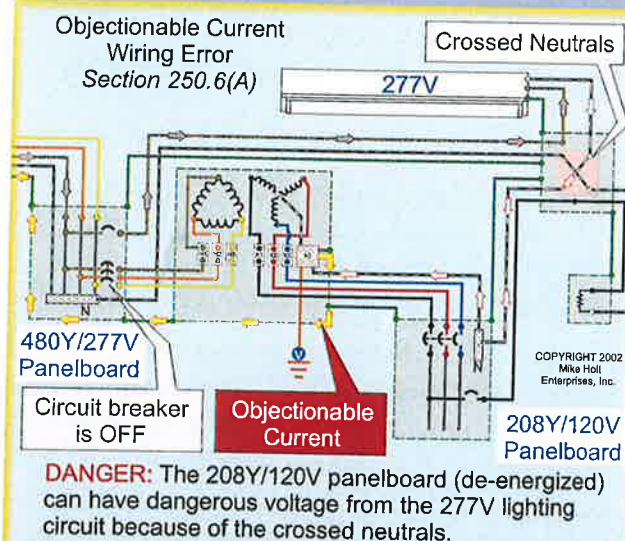 Objectionable Current
Wiring Error
Section 250.6(A)
Crossed Neutrals
277V
480Y/277V
Panelboard
N
N
Circuit breaker
is OFF
Objectionable
Current
COPYRIGHT 2002
Mike Holt
Enterprises, Inc.
208Y/120V
Panelboard
DANGER: The 208Y/120V panelboard (de-energized)
can have dangerous voltage from the 277V lighting
circuit because of the crossed neutrals.